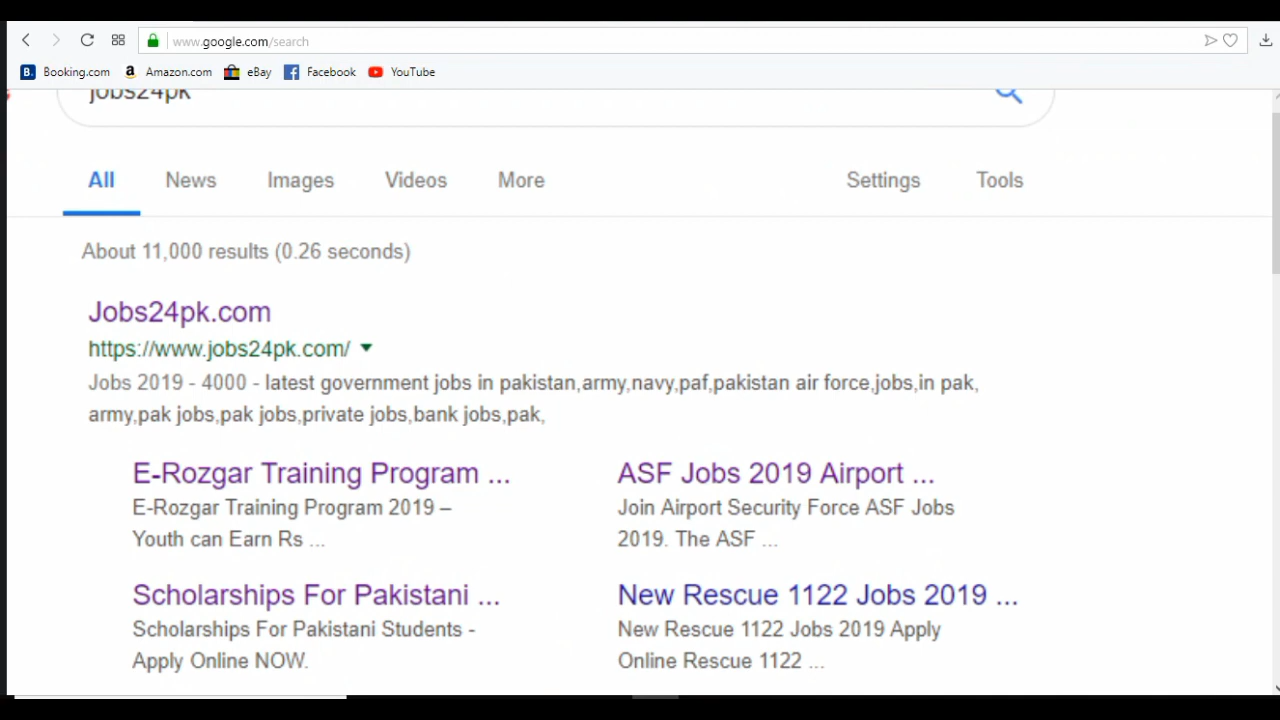 www.google.com/search
Booking.com Amazon.com eBay Facebook YouTube
jobs24pk
All News Images Videos More Settings Tools
About 11,000 results (0.26 seconds)
Jobs24pk.com
https://www.jobs24pk.com/
Jobs 2019 - 4000 - latest government jobs in pakistan,army,navy,paf,pakistan air force,jobs,in pak,
army,pak jobs,pak jobs,private jobs,bank jobs,pak,
E-Rozgar Training Program ...
E-Rozgar Training Program 2019 –
Youth can Earn Rs ...
ASF Jobs 2019 Airport ...
Join Airport Security Force ASF Jobs
2019. The ASF ...
Scholarships For Pakistani ...
Scholarships For Pakistani Students -
Apply Online NOW.
New Rescue 1122 Jobs 2019 ...
New Rescue 1122 Jobs 2019 Apply
Online Rescue 1122 ...